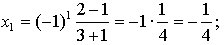 x₁ = (−1)¹ (2−1)/(3+1) = −1·1/4 = −1/4;